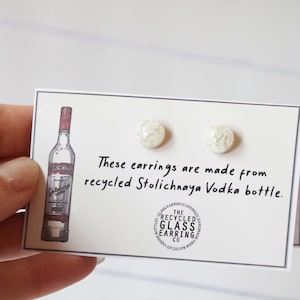 These earrings are made from
recycled Stolichnaya Vodka bottle.
THE
RECYCLED
GLASS
EARRING
CO